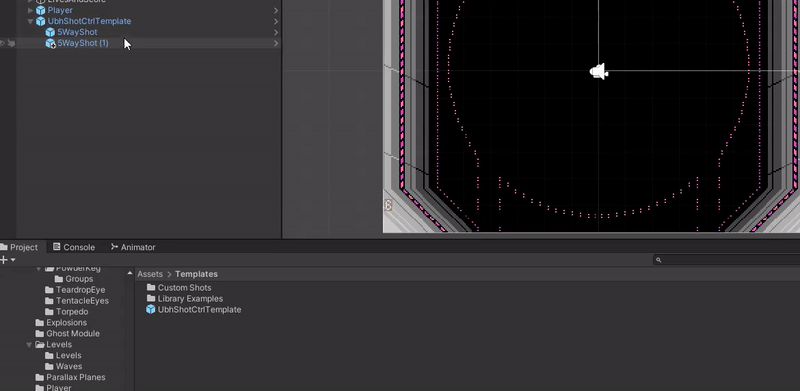 LivesAndScore
Player
UbhShotCtrlTemplate
5WayShot
5WayShot (1)
Project Console Animator
Assets > Templates
PowderKeg
Groups
TeardropEye
TentacleEyes
Torpedo
Explosions
Ghost Module
Levels
Levels
Waves
Parallax Planes
Player
Custom Shots
Library Examples
UbhShotCtrlTemplate